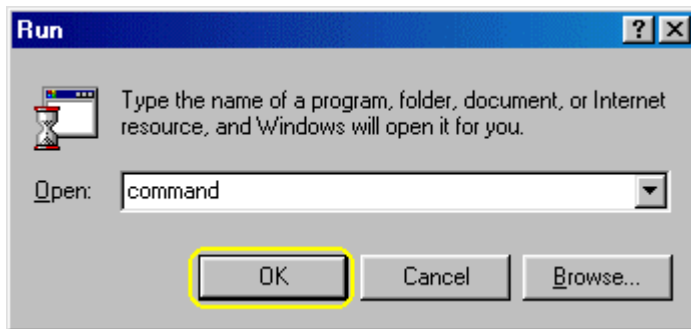 Run
Type the name of a program, folder, document, or Internet
resource, and Windows will open it for you.
Open: command
OK Cancel Browse...